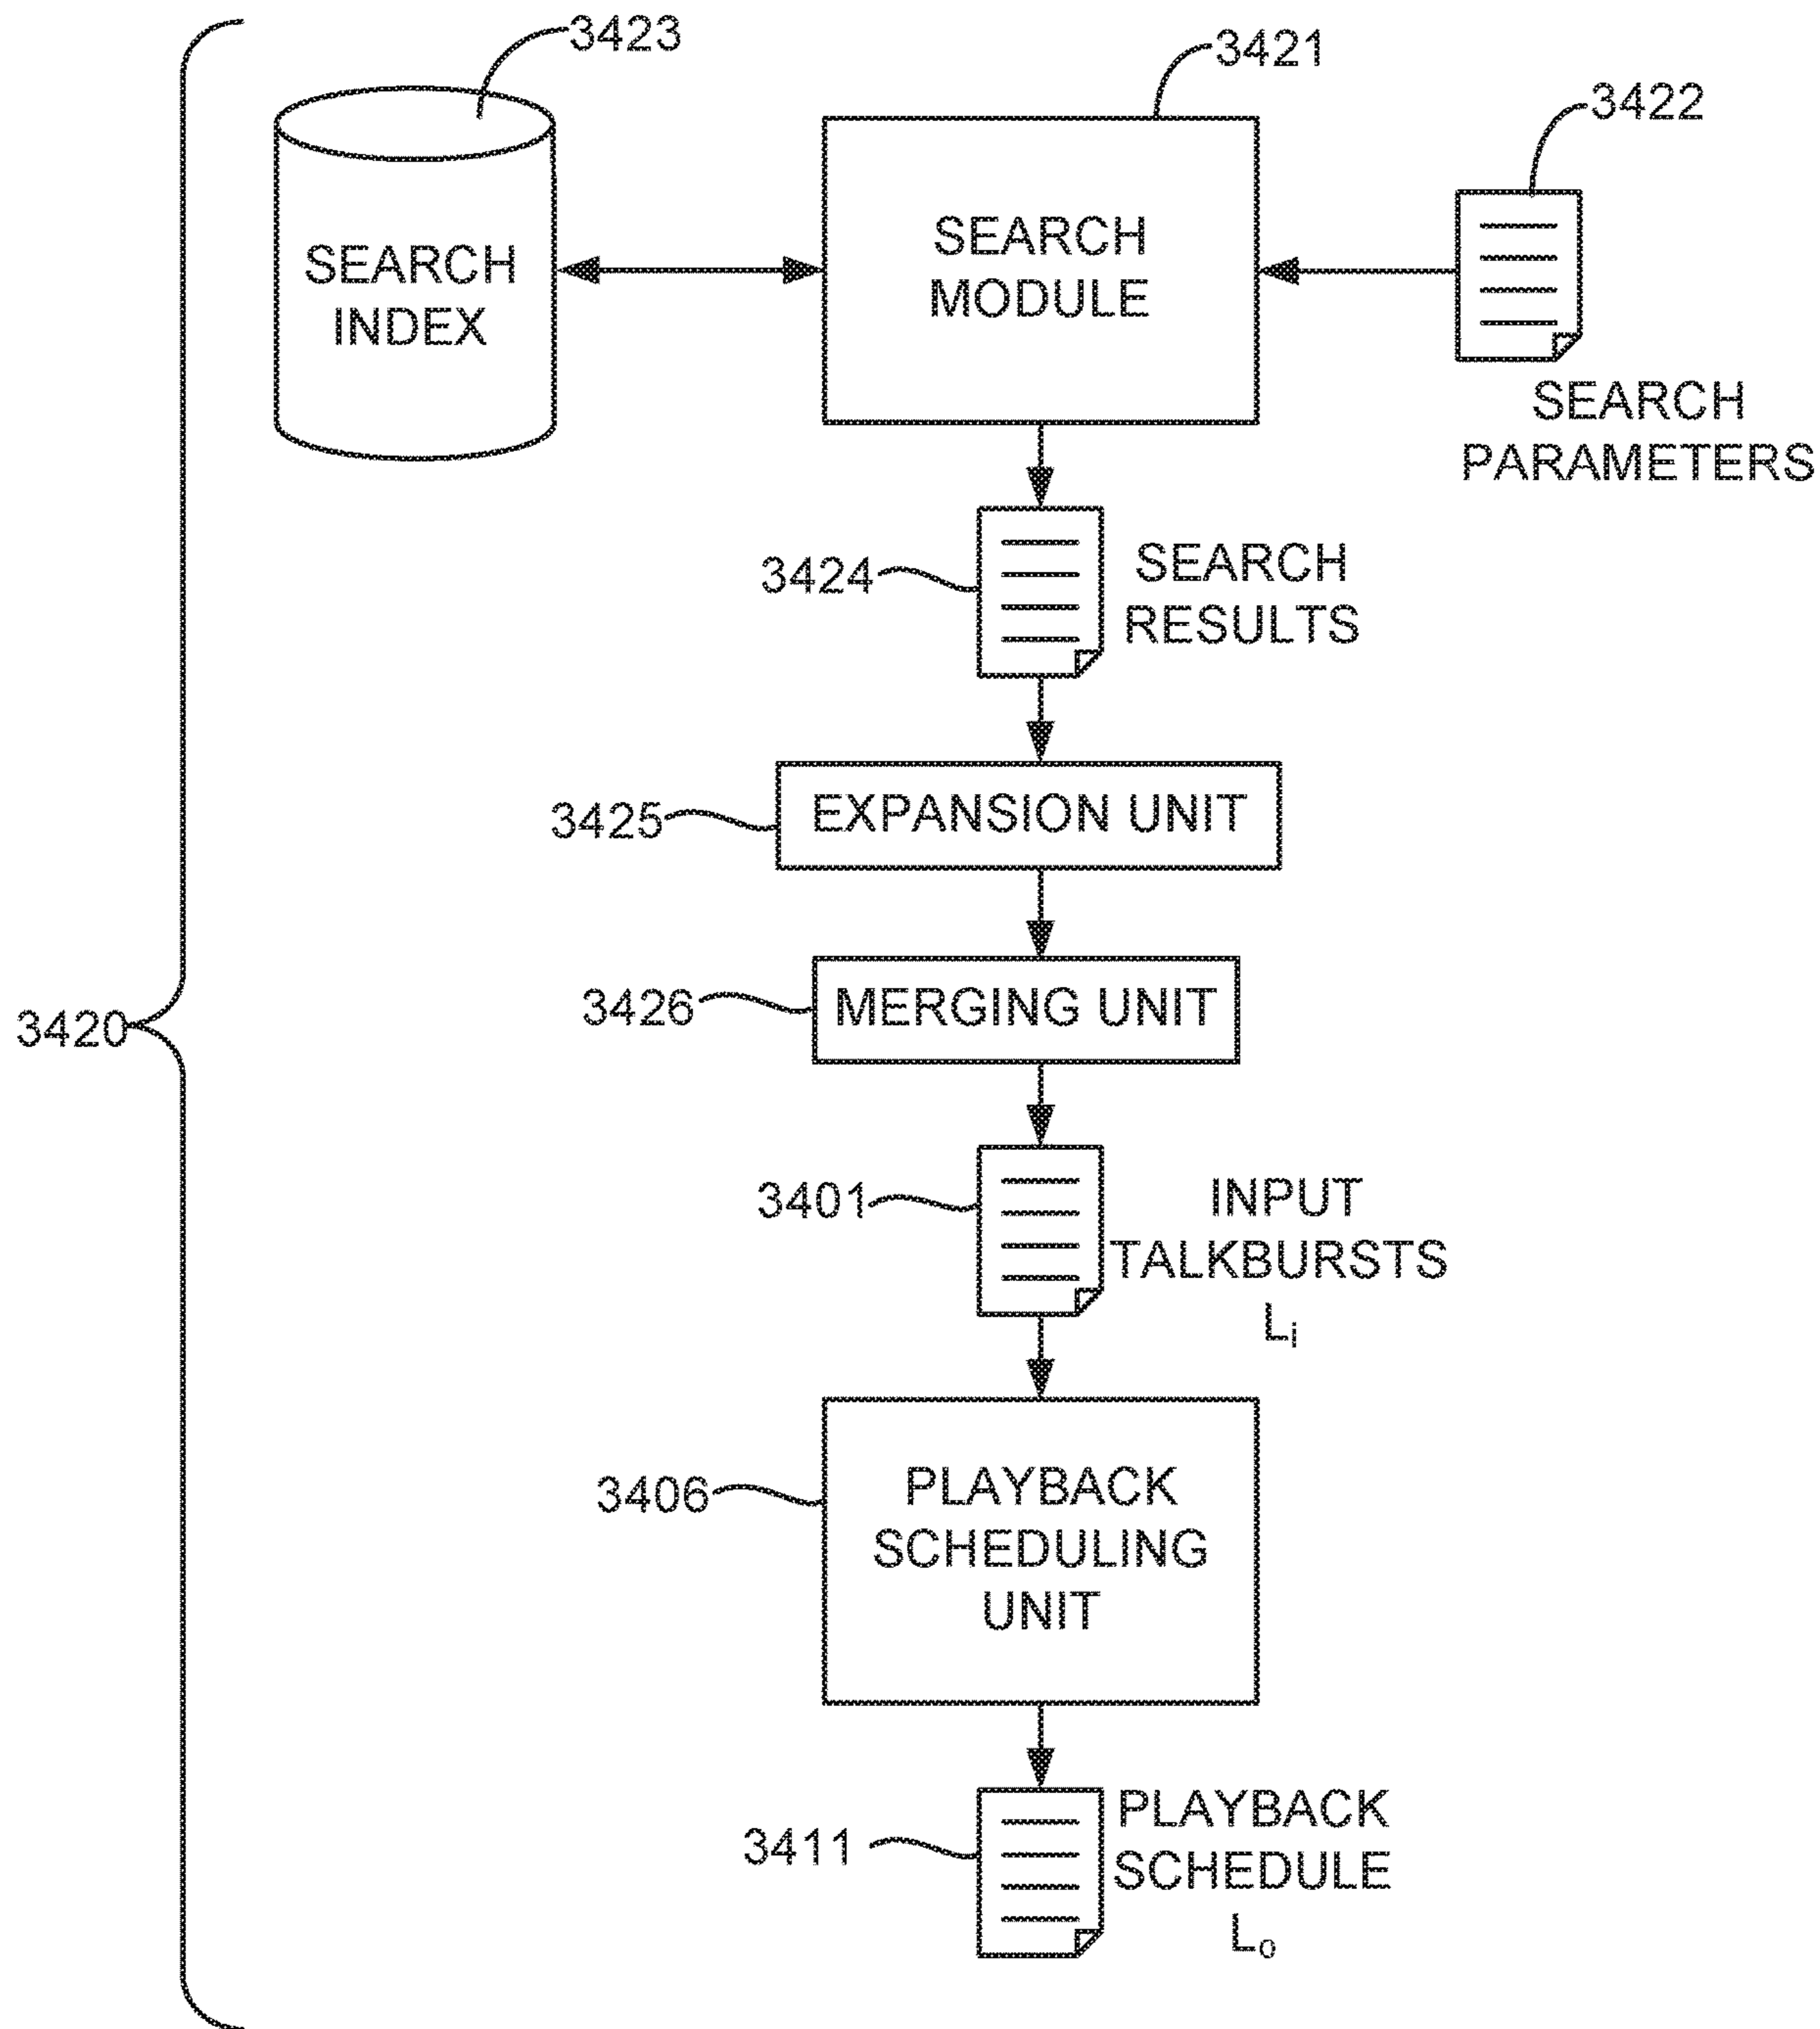 3423
3421
3422
SEARCH
INDEX
SEARCH
MODULE
SEARCH
PARAMETERS
3424
SEARCH
RESULTS
3425
EXPANSION UNIT
3420
3426
MERGING UNIT
3401
INPUT
TALKBURSTS
Li
3406
PLAYBACK
SCHEDULING
UNIT
3411
PLAYBACK
SCHEDULE
Lo